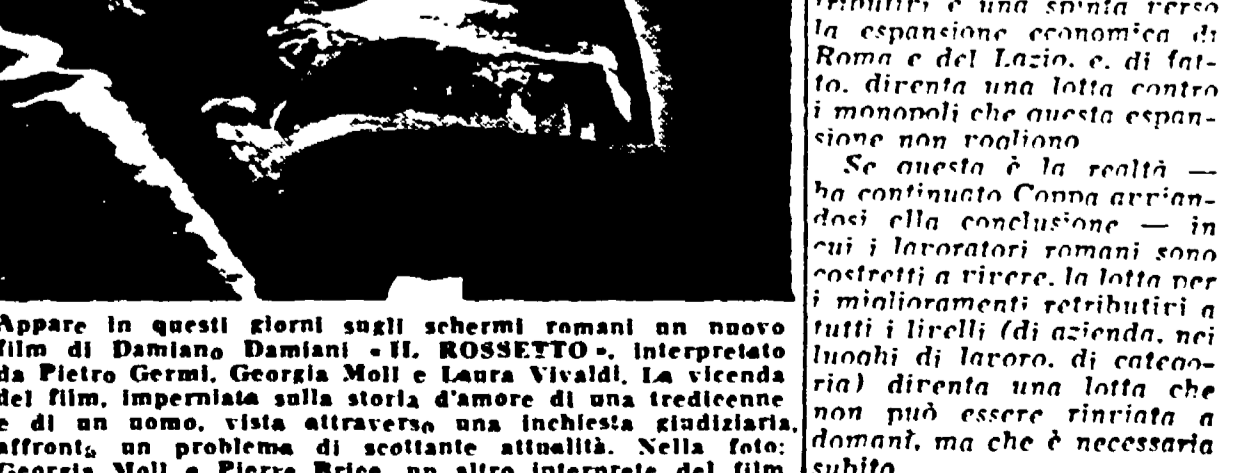 Appare in questi giorni sugli schermi romani un nuovo
film di Damiano Damiani « IL ROSSETTO », interpretato
da Pietro Germi, Georgia Moll e Laura Vivaldi. La vicenda
del film, imperniata sulla storia d'amore di una tredicenne
e di un uomo, vista attraverso una inchiesta giudiziaria,
affronta un problema di scottante attualità. Nella foto:
Georgia Moll e Pierre Brice, un altro interprete del film
tributivi è una spinta verso
la espansione economica di
Roma e del Lazio, e, di fat-
to, diventa una lotta contro
i monopoli che questa espan-
sione non vogliono
Se questa è la realtà —
ha continuato Coppa avvian-
dosi alla conclusione — in
cui i lavoratori romani sono
costretti a vivere, la lotta per
i miglioramenti retributivi a
tutti i livelli (di azienda, nei
luoghi di lavoro, di catego-
ria) diventa una lotta che
non può essere rinviata a
domani, ma che è necessaria
subito